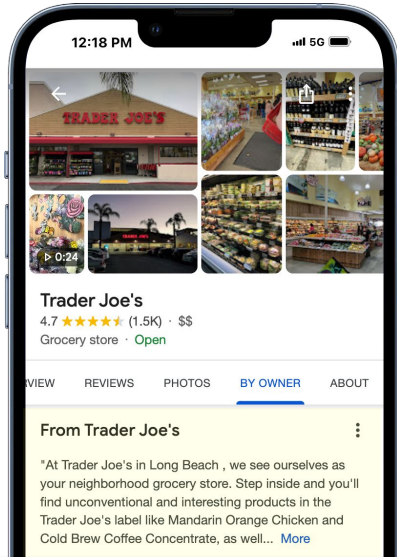 12:18 PM
5G
TRADER JOE'S
TRADER JOE'S
0:24
Trader Joe's
4.7 ★★★★★ (1.5K) · $$
Grocery store · Open
VIEW REVIEWS PHOTOS BY OWNER ABOUT
From Trader Joe's
"At Trader Joe's in Long Beach , we see ourselves as
your neighborhood grocery store. Step inside and you'll
find unconventional and interesting products in the
Trader Joe's label like Mandarin Orange Chicken and
Cold Brew Coffee Concentrate, as well... More